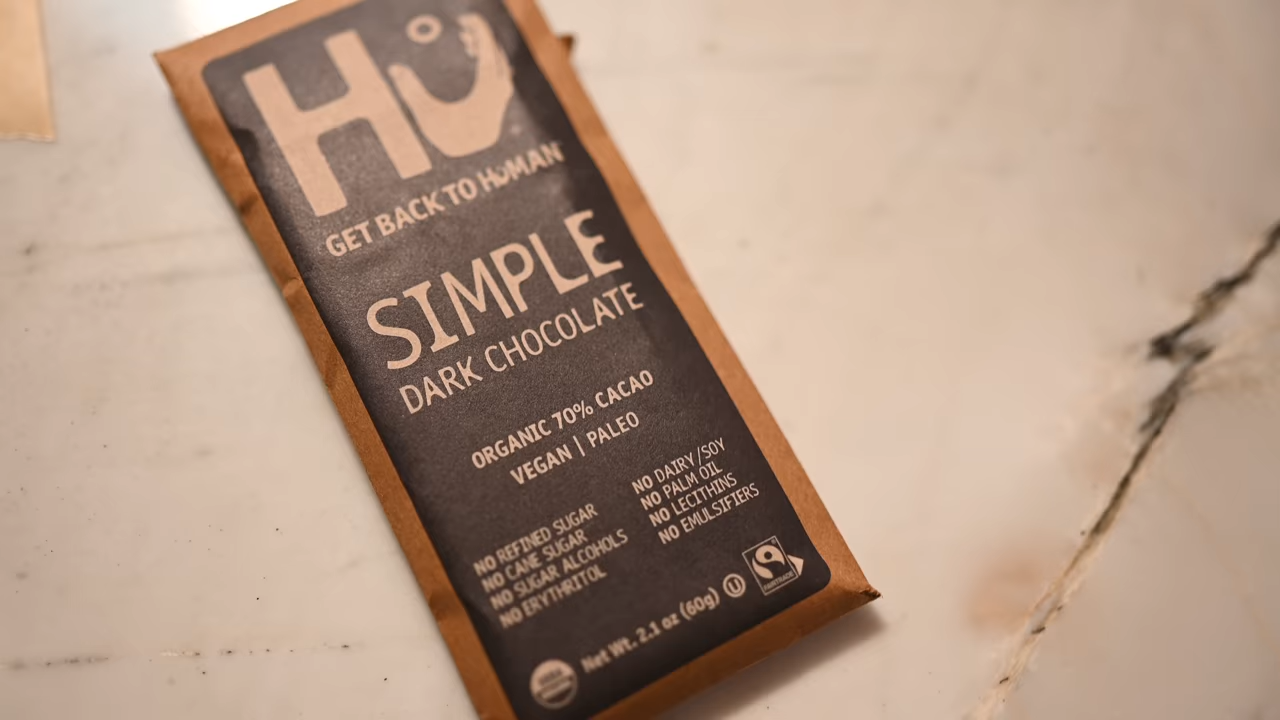 Hu
GET BACK TO HUMAN
SIMPLE
DARK CHOCOLATE
ORGANIC 70% CACAO
VEGAN | PALEO
NO REFINED SUGAR
NO CANE SUGAR
NO SUGAR ALCOHOLS
NO ERYTHRITOL
NO DAIRY/SOY
NO PALM OIL
NO LECITHINS
NO EMULSIFIERS
Net Wt. 2.1 oz (60g)
U
FAIRTRADE